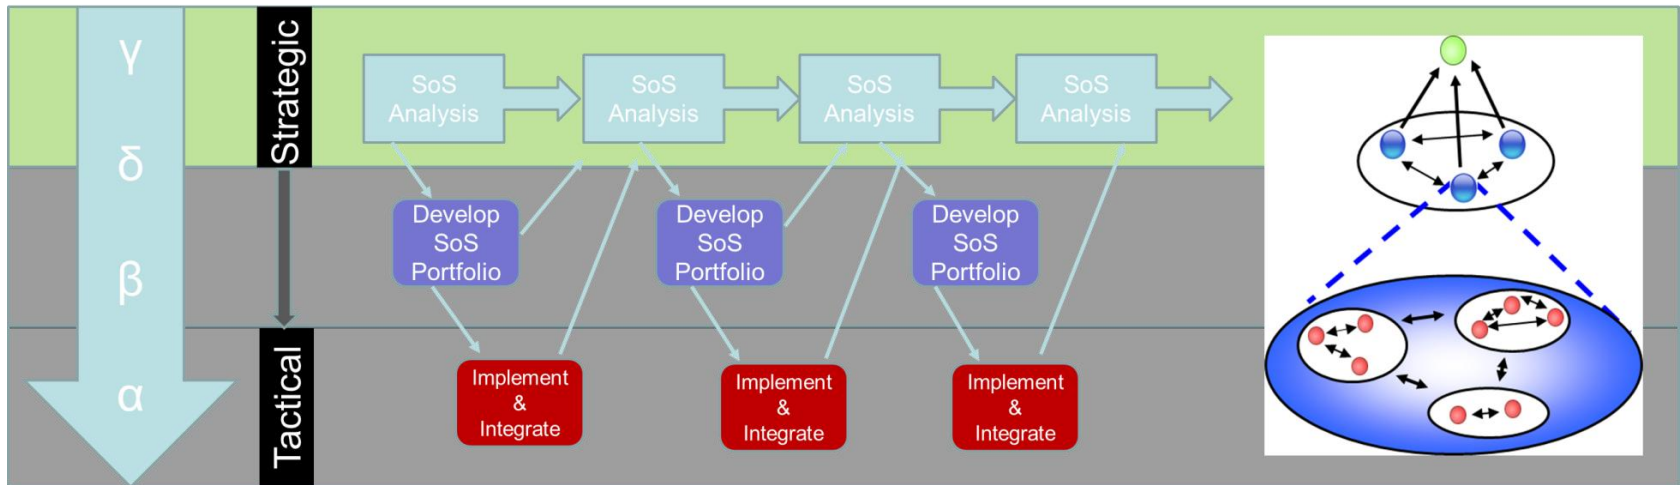 γ
δ
β
α
Strategic
Tactical
SoS
Analysis
SoS
Analysis
SoS
Analysis
SoS
Analysis
Develop
SoS
Portfolio
Develop
SoS
Portfolio
Develop
SoS
Portfolio
Implement
&
Integrate
Implement
&
Integrate
Implement
&
Integrate